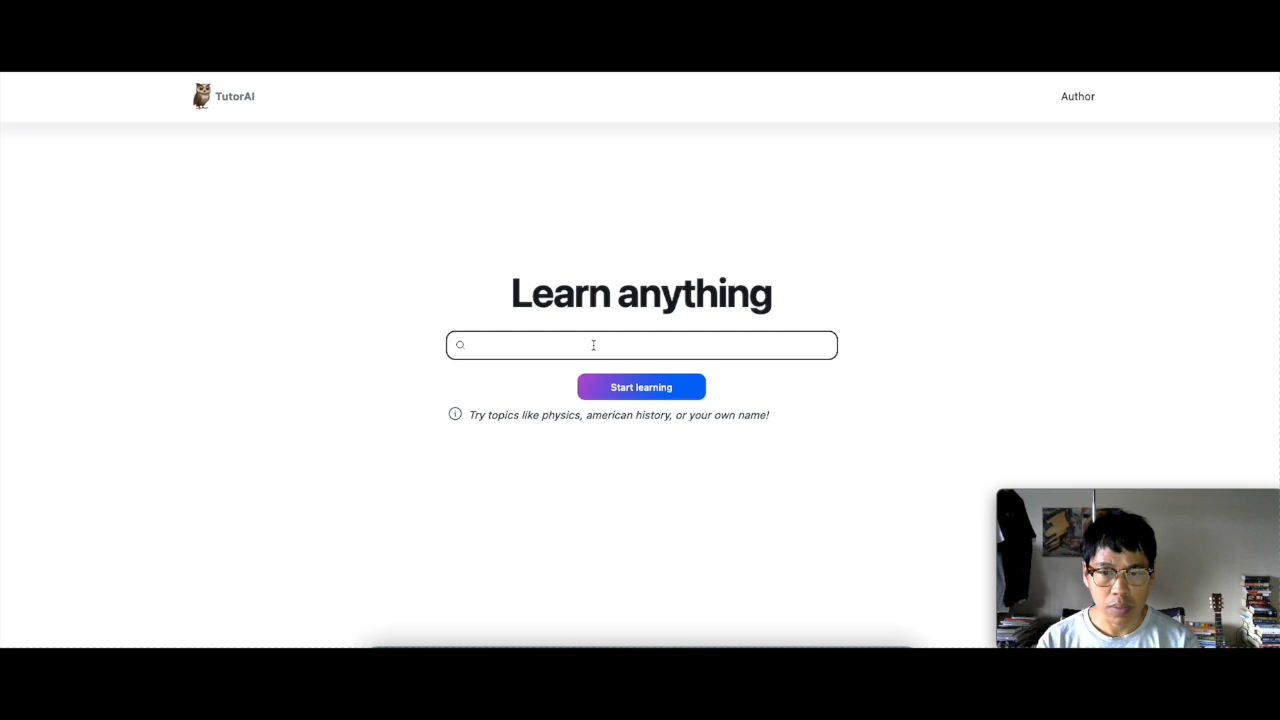 TutorAI
Author
Learn anything
Start learning
Try topics like physics, american history, or your own name!